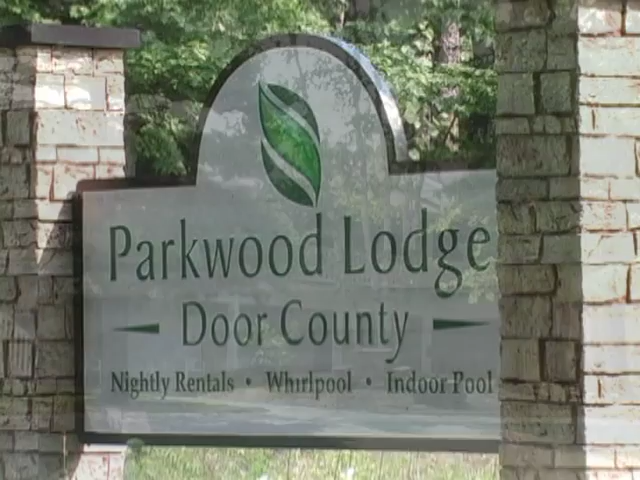 Parkwood Lodge
Door County
Nightly Rentals • Whirlpool • Indoor Pool